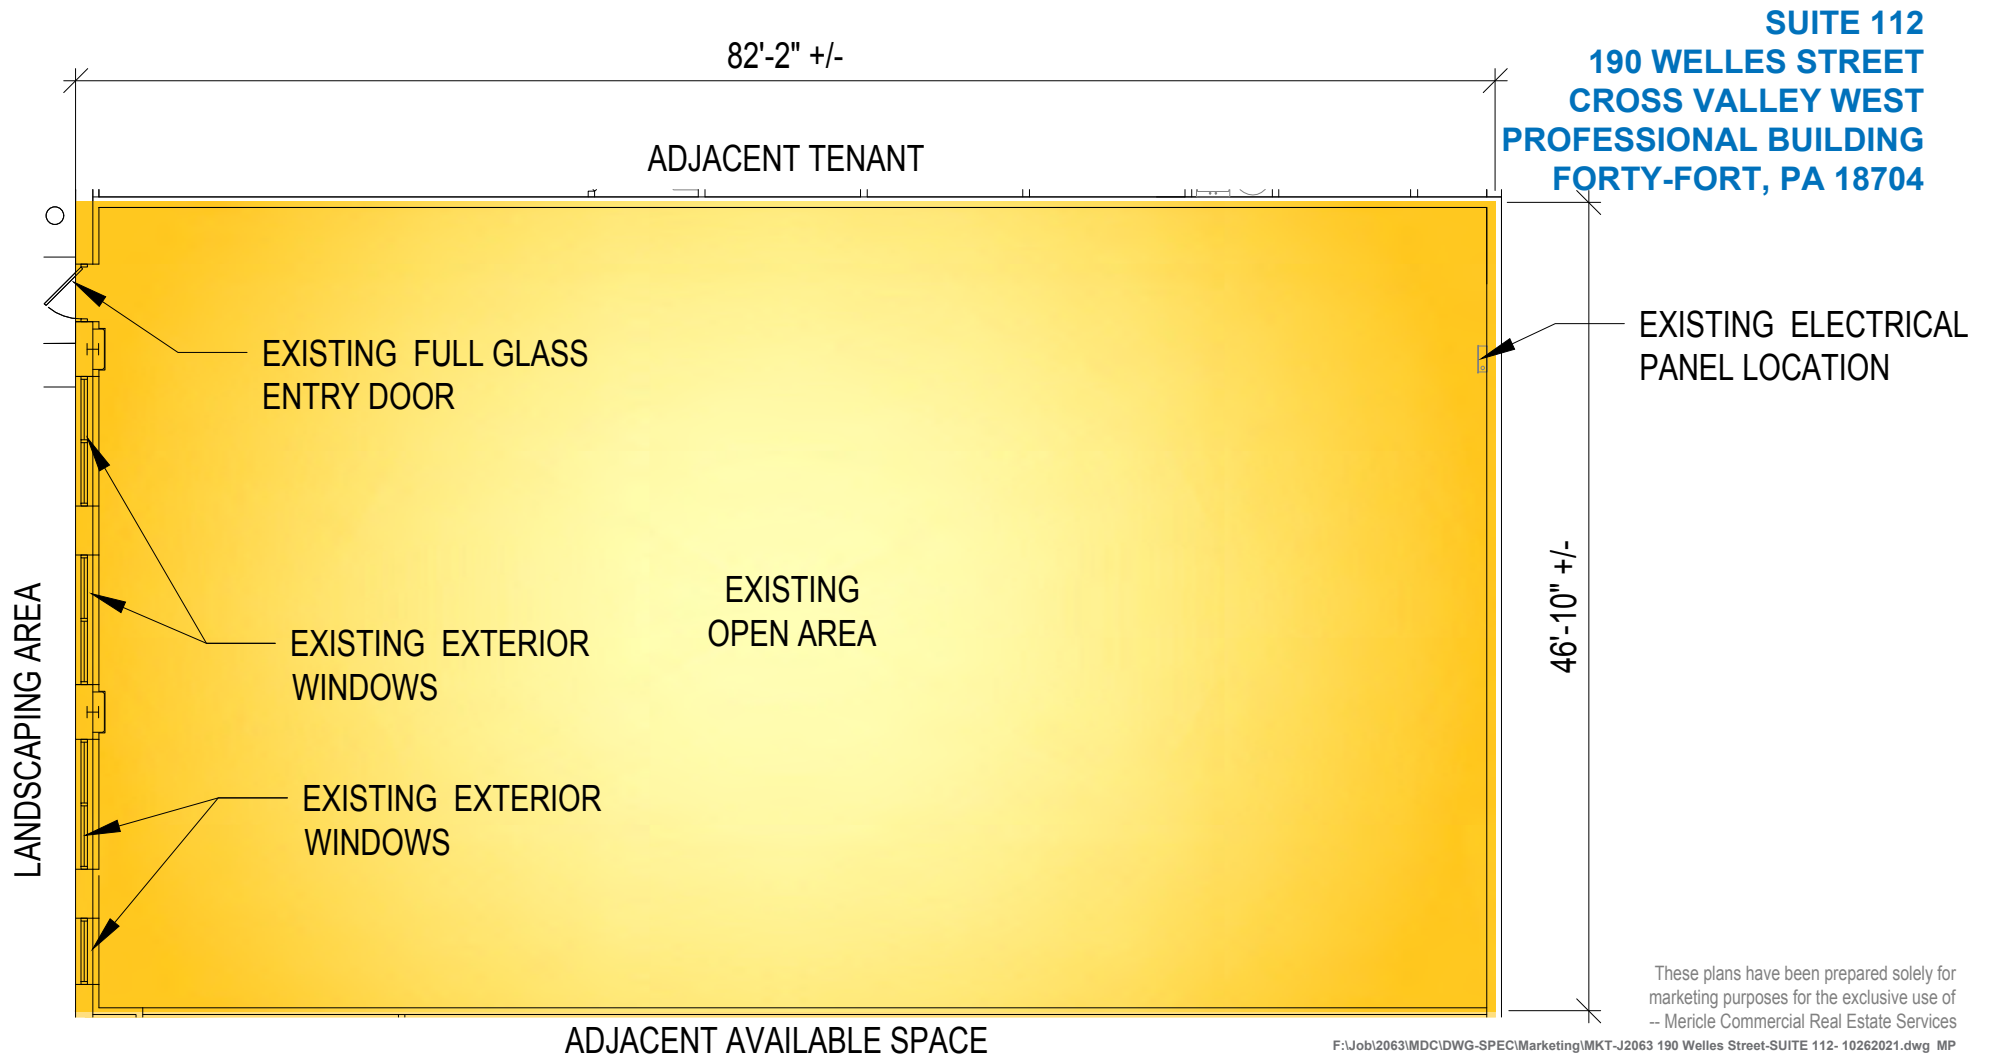 SUITE 112
190 WELLES STREET
CROSS VALLEY WEST
PROFESSIONAL BUILDING
FORTY-FORT, PA 18704
82'-2" +/-
ADJACENT TENANT
EXISTING FULL GLASS
ENTRY DOOR
EXISTING ELECTRICAL
PANEL LOCATION
EXISTING
OPEN AREA
46'-10" +/-
LANDSCAPING AREA
EXISTING EXTERIOR
WINDOWS
EXISTING EXTERIOR
WINDOWS
ADJACENT AVAILABLE SPACE
These plans have been prepared solely for
marketing purposes for the exclusive use of
-- Mericle Commercial Real Estate Services
F:\Job\2063\MDC\DWG-SPEC\Marketing\MKT-J2063 190 Welles Street-SUITE 112- 10262021.dwg MP